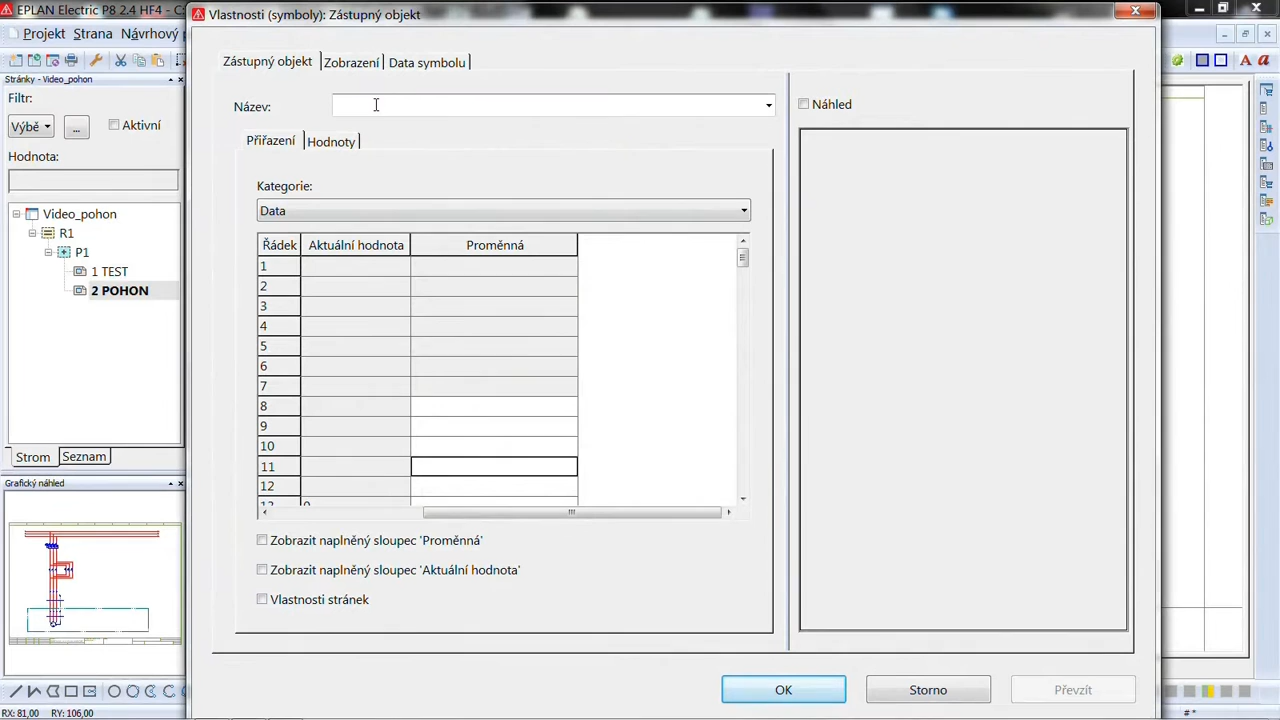 EPLAN Electric P8 2.4 HF4 - C
Vlastnosti (symboly): Zástupný objekt
Projekt Strana Návrhový
Stránky - Video_pohon
Filtr:
Výbě
...
Aktivní
Hodnota:
Video_pohon
R1
P1
1 TEST
2 POHON
Strom
Seznam
Grafický náhled
RX: 81,00
RY: 106,00
Zástupný objekt
Zobrazení
Data symbolu
Název:
Přiřazení
Hodnoty
Kategorie:
Data
Řádek Aktuální hodnota Proměnná
1
2
3
4
5
6
7
8
9
10
11
12
Zobrazit naplněný sloupec 'Proměnná'
Zobrazit naplněný sloupec 'Aktuální hodnota'
Vlastnosti stránek
Náhled
OK
Storno
Převzít
# *